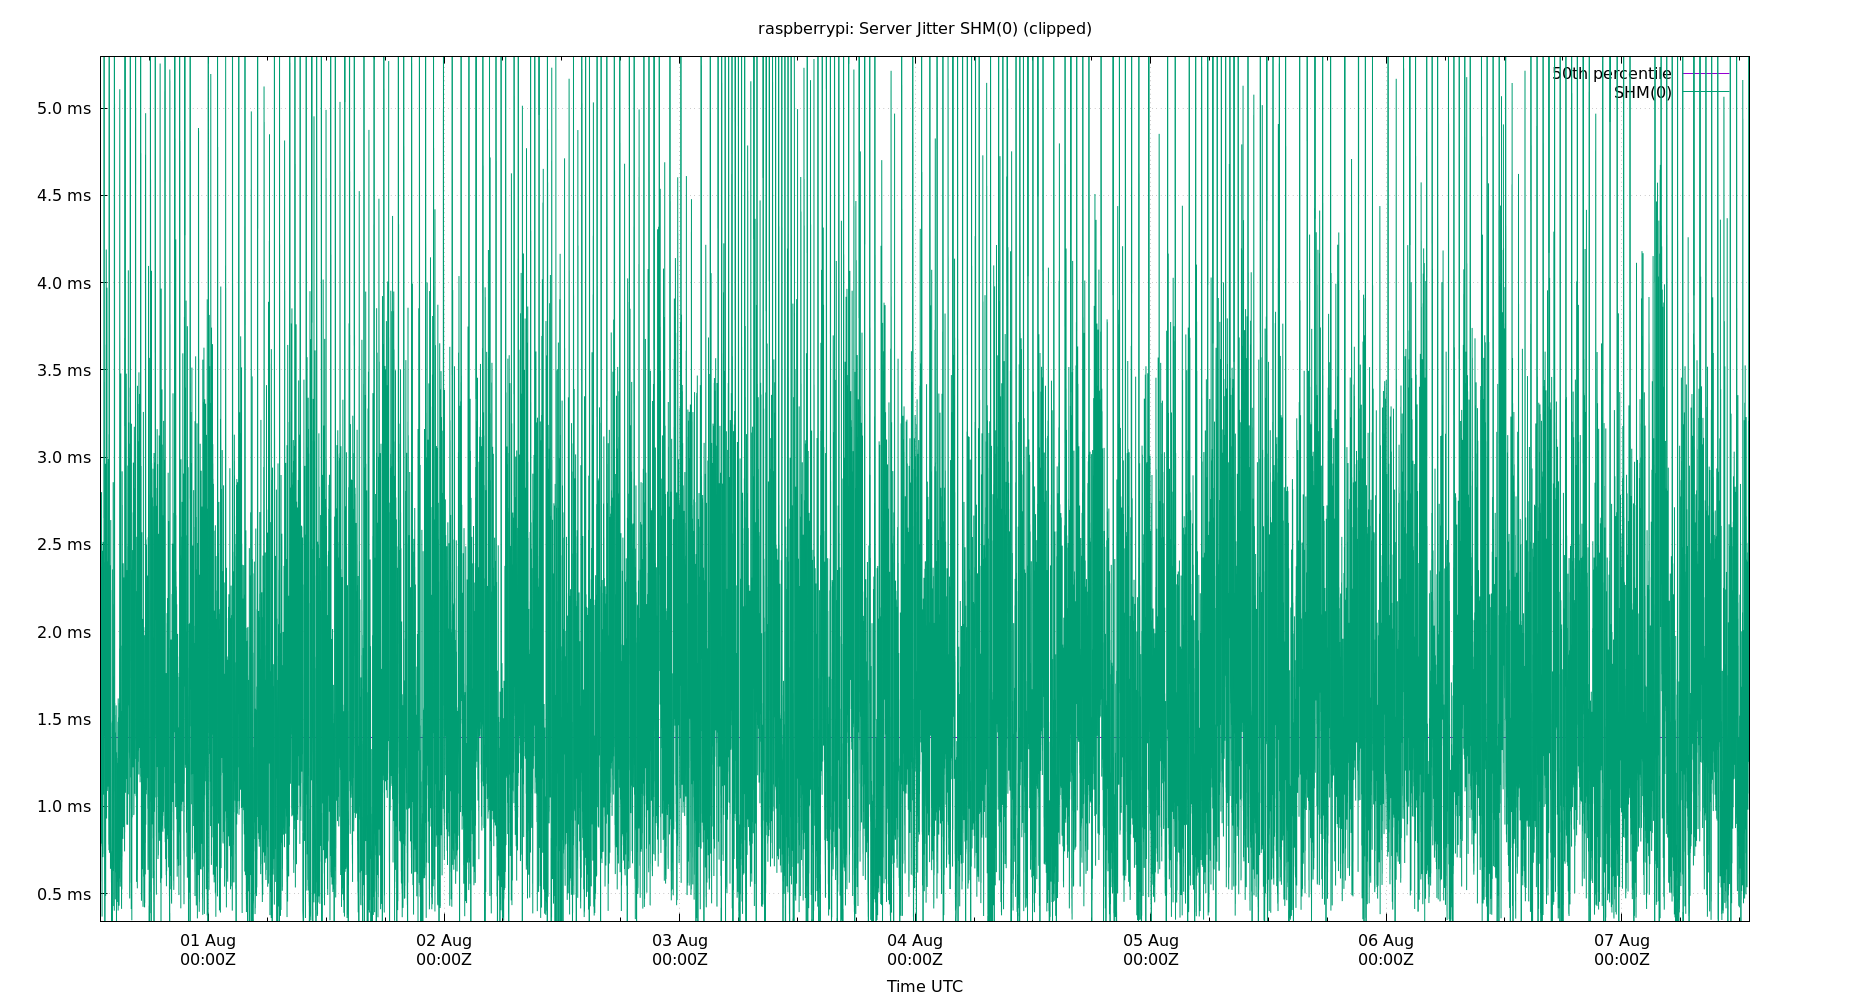 raspberrypi: Server Jitter SHM(0) (clipped)
50th percentile
SHM(0)
5.0 ms
4.5 ms
4.0 ms
3.5 ms
3.0 ms
2.5 ms
2.0 ms
1.5 ms
1.0 ms
0.5 ms
01 Aug 02 Aug 03 Aug 04 Aug 05 Aug 06 Aug 07 Aug
00:00Z 00:00Z 00:00Z 00:00Z 00:00Z 00:00Z 00:00Z
Time UTC